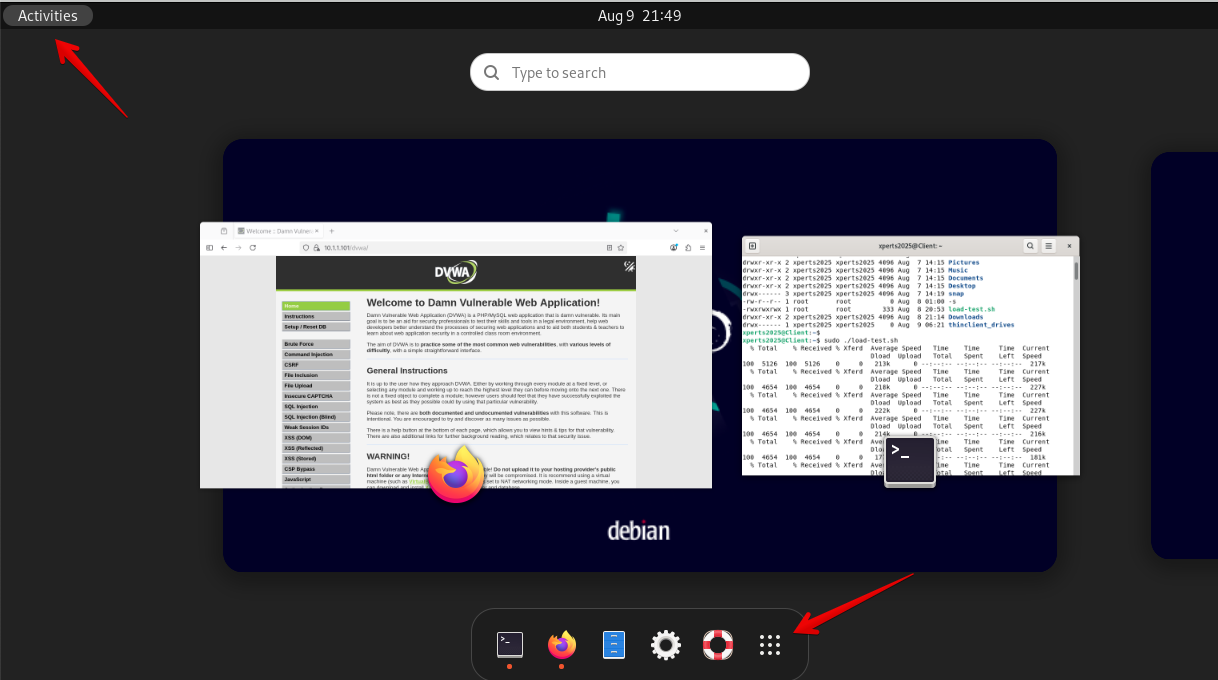 Activities
Aug 9 21:49
Type to search
Welcome :: Damn Vulner
10.1.1.101/dvwa/
DVWA
Home
Instructions
Setup / Reset DB
Brute Force
Command Injection
CSRF
File Inclusion
File Upload
Insecure CAPTCHA
SQL Injection
SQL Injection (Blind)
Weak Session IDs
XSS (DOM)
XSS (Reflected)
XSS (Stored)
CSP Bypass
JavaScript
Welcome to Damn Vulnerable Web Application!
Damn Vulnerable Web Application (DVWA) is a PHP/MySQL web application that is damn vulnerable. Its main
goal is to be an aid for security professionals to test their skills and tools in a legal environment, help web
developers better understand the processes of securing web applications and to aid both students & teachers to
learn about web application security in a controlled class room environment.
The aim of DVWA is to practice some of the most common web vulnerabilities, with various levels of
difficulty, with a simple straightforward interface.
General Instructions
It is up to the user how they approach DVWA. Either by working through every module at a fixed level, or
selecting any module and working up to reach the highest level they can before moving onto the next one. There
is not a fixed object to complete a module; however users should feel that they have successfully exploited the
system as best as they possible could by using that particular vulnerability.
Please note, there are both documented and undocumented vulnerabilities with this software. This is
intentional. You are encouraged to try and discover as many issues as possible.
There is a help button at the bottom of each page, which allows you to view hints & tips for that vulnerability.
There are also additional links for further background reading, which relates to that security issue.
WARNING!
Damn Vulnerable Web App ! Do not upload it to your hosting provider's public
html folder or any Interne will be compromised. It is recommend using a virtual
machine (such as set to NAT networking mode. Inside a guest machine, you
can download and install and database.
xperts2025@Client: ~
drwxr-xr-x 2 xperts2025 xperts2025 4096 Aug 7 14:15 Pictures
drwxr-xr-x 2 xperts2025 xperts2025 4096 Aug 7 14:15 Music
drwxr-xr-x 2 xperts2025 xperts2025 4096 Aug 7 14:15 Documents
drwxr-xr-x 2 xperts2025 xperts2025 4096 Aug 7 14:15 Desktop
drwx------ 3 xperts2025 xperts2025 4096 Aug 7 14:19 snap
-rw-r--r-- 1 root root 0 Aug 8 01:00 -s
-rwxrwxrwx 1 root root 333 Aug 8 20:53 load-test.sh
drwxr-xr-x 2 xperts2025 xperts2025 4096 Aug 8 21:14 Downloads
drwx------ 1 xperts2025 xperts2025 0 Aug 9 06:21 thinclient_drives
xperts2025@Client:~$
xperts2025@Client:~$ sudo ./load-test.sh
% Total % Received % Xferd Average Speed Time Time Time Current
Dload Upload Total Spent Left Speed
100 5126 100 5126 0 0 213k 0 --:--:-- --:--:-- --:--:-- 217k
% Total % Received % Xferd Average Speed Time Time Time Current
Dload Upload Total Spent Left Speed
100 4654 100 4654 0 0 218k 0 --:--:-- --:--:-- --:--:-- 227k
% Total % Received % Xferd Average Speed Time Time Time Current
Dload Upload Total Spent Left Speed
100 4654 100 4654 0 0 222k 0 --:--:-- --:--:-- --:--:-- 227k
% Total % Received % Xferd Average Speed Time Time Time Current
Dload Upload Total Spent Left Speed
100 4654 100 4654 0 0 214k 0 --:--:-- --:--:-- --:--:-- 216k
% Total % Received % Xferd Average Time Time Current
Dloa Spent Left Speed
100 4654 100 4654 0 0 17 --:--:-- --:--:-- 181k
% Total % Received % Xferd Aver Time Time Current
Dloa Spent Left Speed
debian